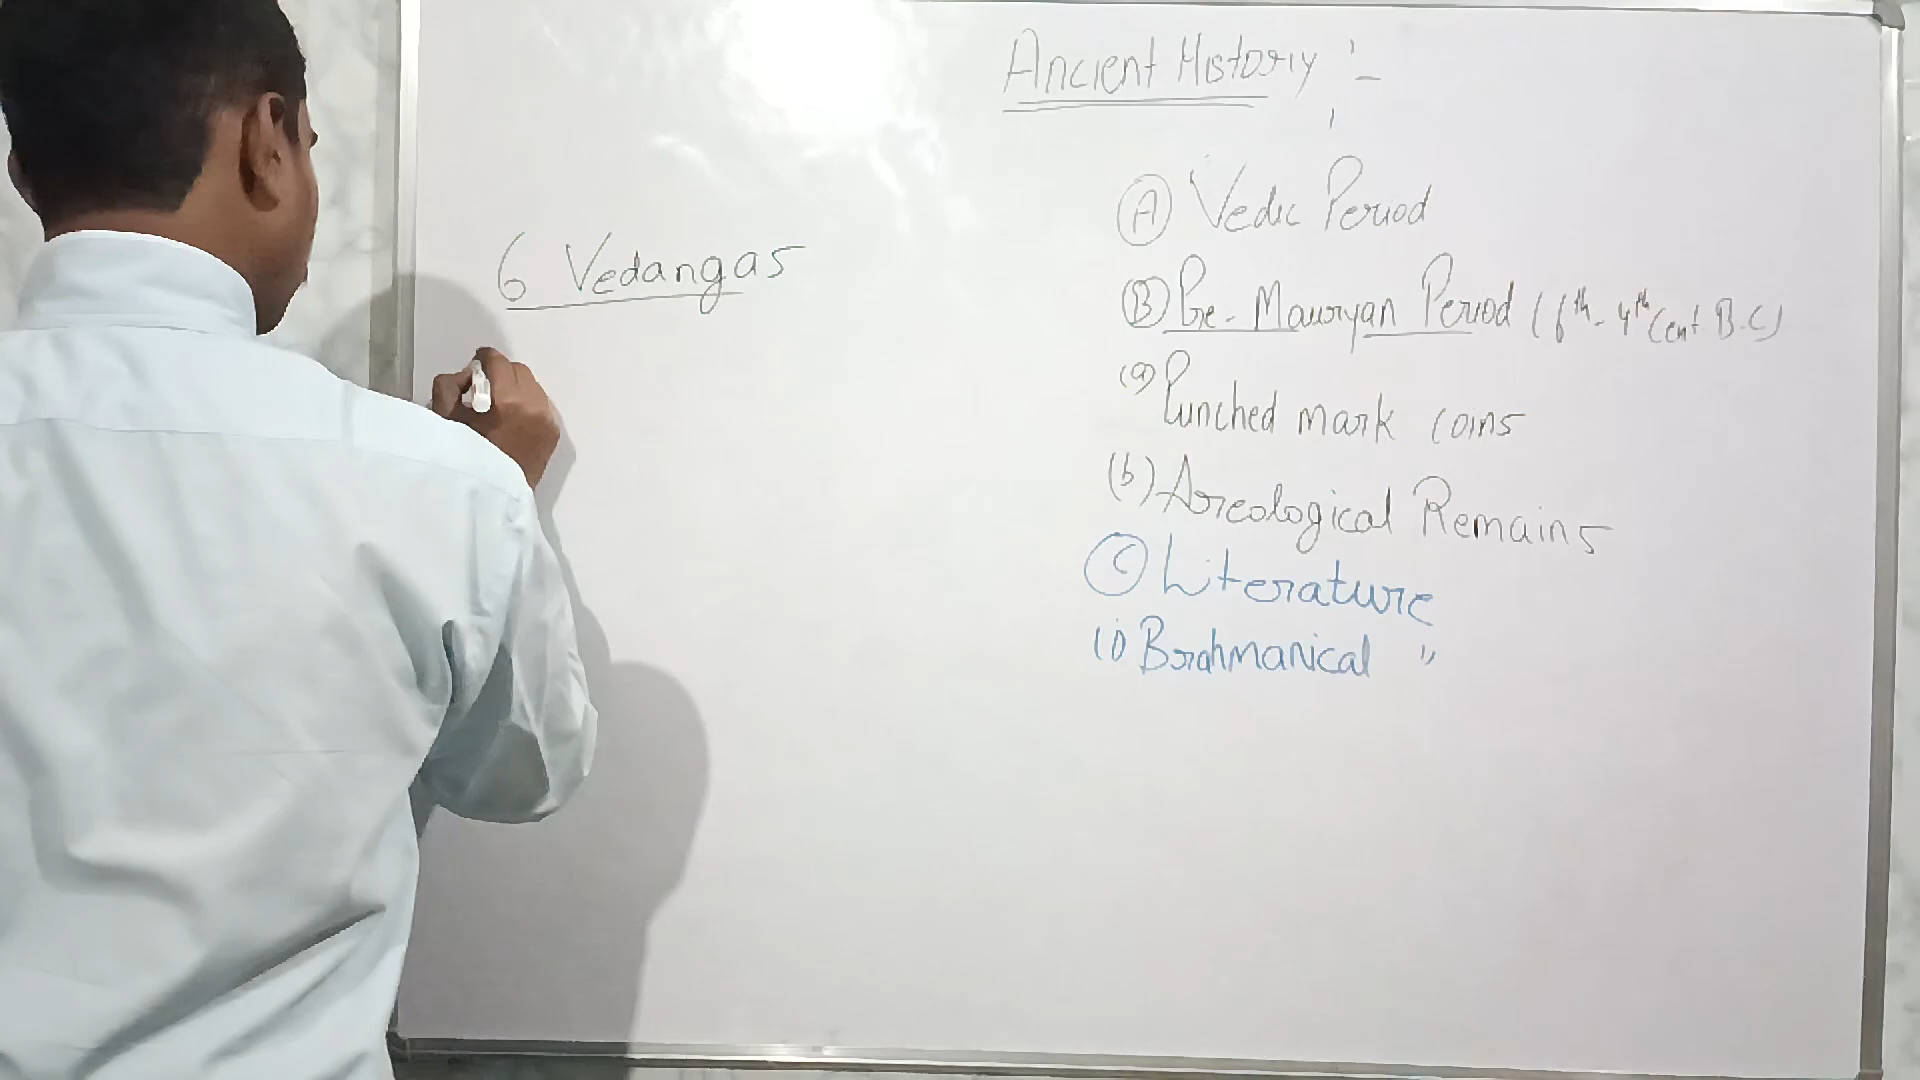 Ancient History :-
6 Vedangas
(A) Vedic Period
(B) Pre-Mauryan Period (6th-4th Cent B.C)
(a) Punched mark coins
(b) Areological Remains
(C) Literature
(i) Brahmanical "